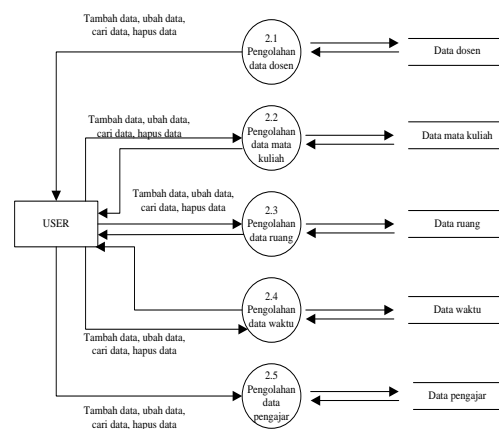 Tambah data, ubah data,
cari data, hapus data
2.1
Pengolahan
data dosen
Data dosen
Tambah data, ubah data,
cari data, hapus data
2.2
Pengolahan
data mata
kuliah
Data mata kuliah
Tambah data, ubah data,
cari data, hapus data
USER
2.3
Pengolahan
data ruang
Data ruang
2.4
Pengolahan
data waktu
Data waktu
Tambah data, ubah data,
cari data, hapus data
2.5
Pengolahan
data
pengajar
Data pengajar
Tambah data, ubah data,
cari data, hapus data